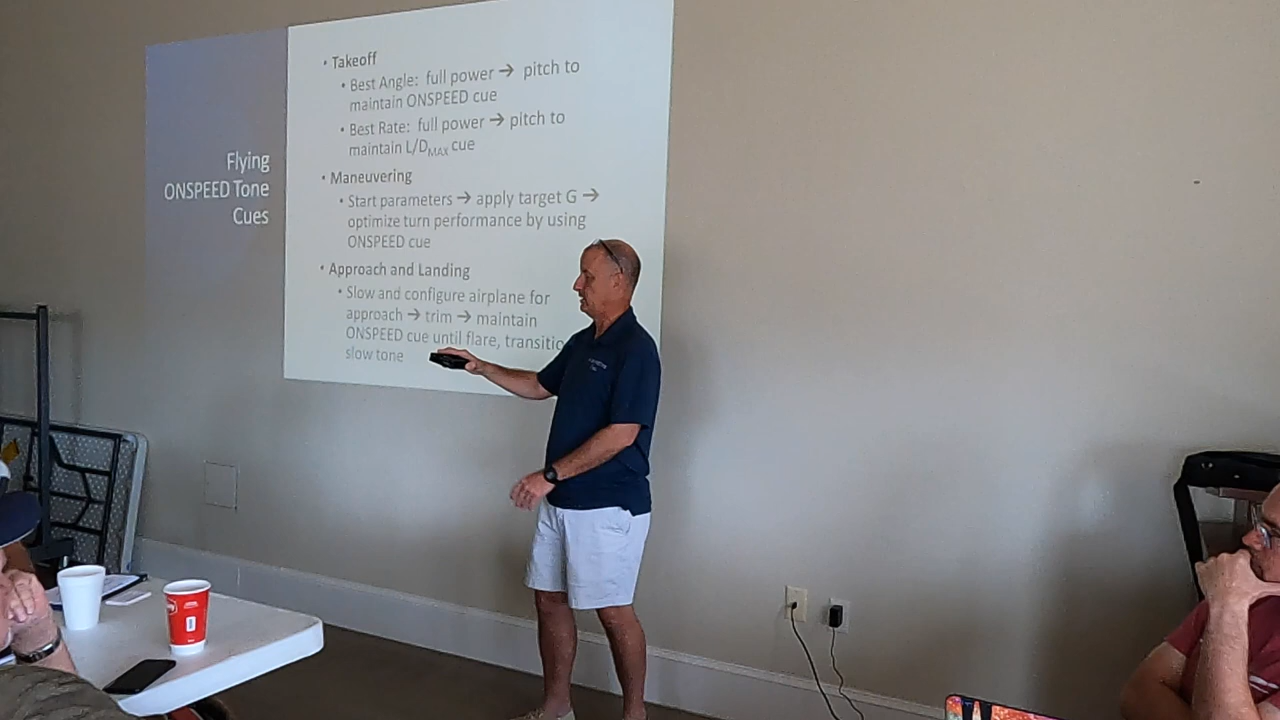 Flying
ONSPEED Tone
Cues
• Takeoff
• Best Angle: full power → pitch to
maintain ONSPEED cue
• Best Rate: full power → pitch to
maintain L/DMAX cue
• Maneuvering
• Start parameters → apply target G →
optimize turn performance by using
ONSPEED cue
• Approach and Landing
• Slow and configure airplane for
approach → trim → maintain
ONSPEED cue until flare, transitio
slow tone